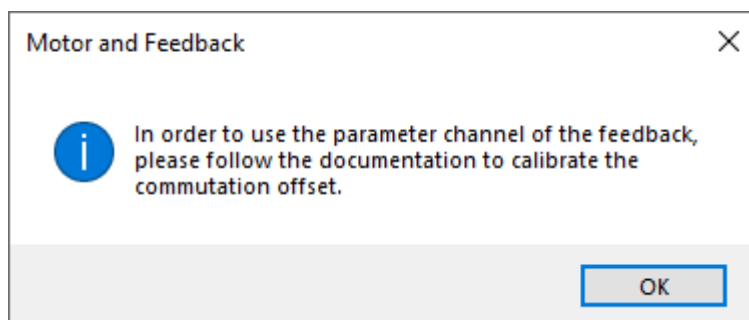 Motor and Feedback
In order to use the parameter channel of the feedback,
please follow the documentation to calibrate the
commutation offset.
OK